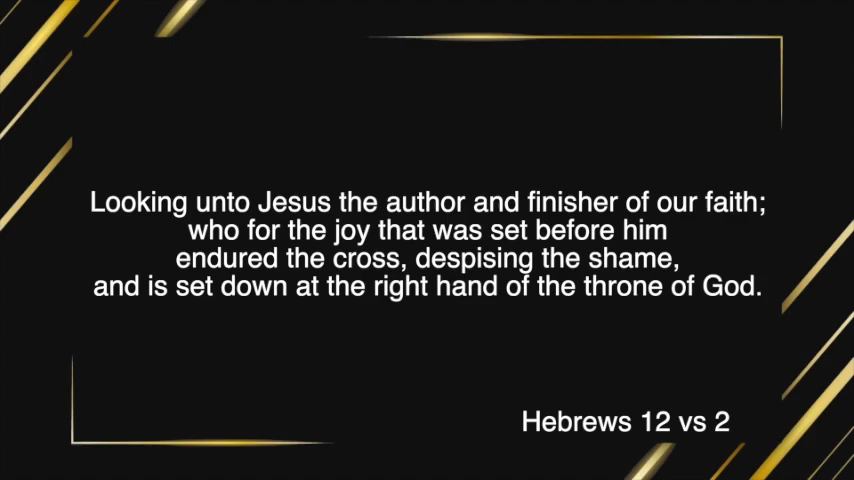 Looking unto Jesus the author and finisher of our faith;
who for the joy that was set before him
endured the cross, despising the shame,
and is set down at the right hand of the throne of God.
Hebrews 12 vs 2